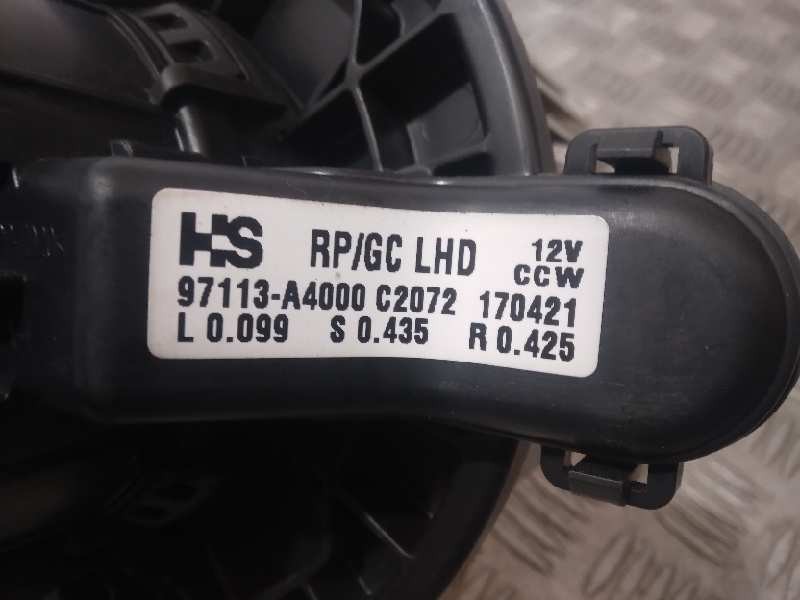 HS RP/GC LHD 12V CCW
97113-A4000 C2072 170421
L 0.099 S 0.435 R 0.425